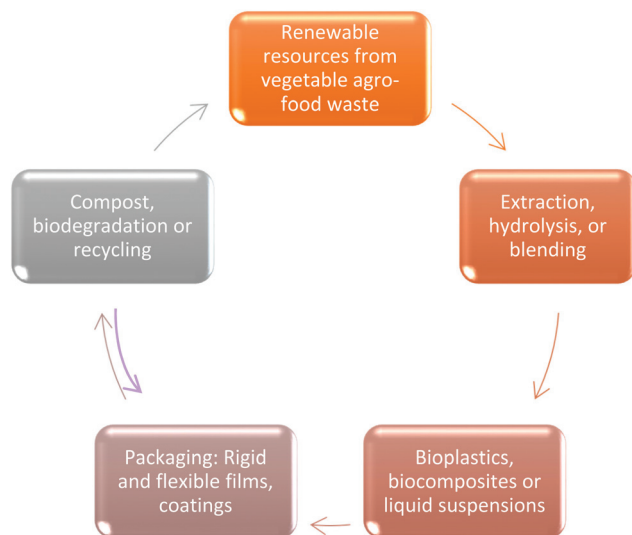 Renewable
resources from
vegetable agro-
food waste
Compost,
biodegradation or
recycling
Extraction,
hydrolysis, or
blending
Packaging: Rigid
and flexible films,
coatings
Bioplastics,
biocomposites or
liquid suspensions